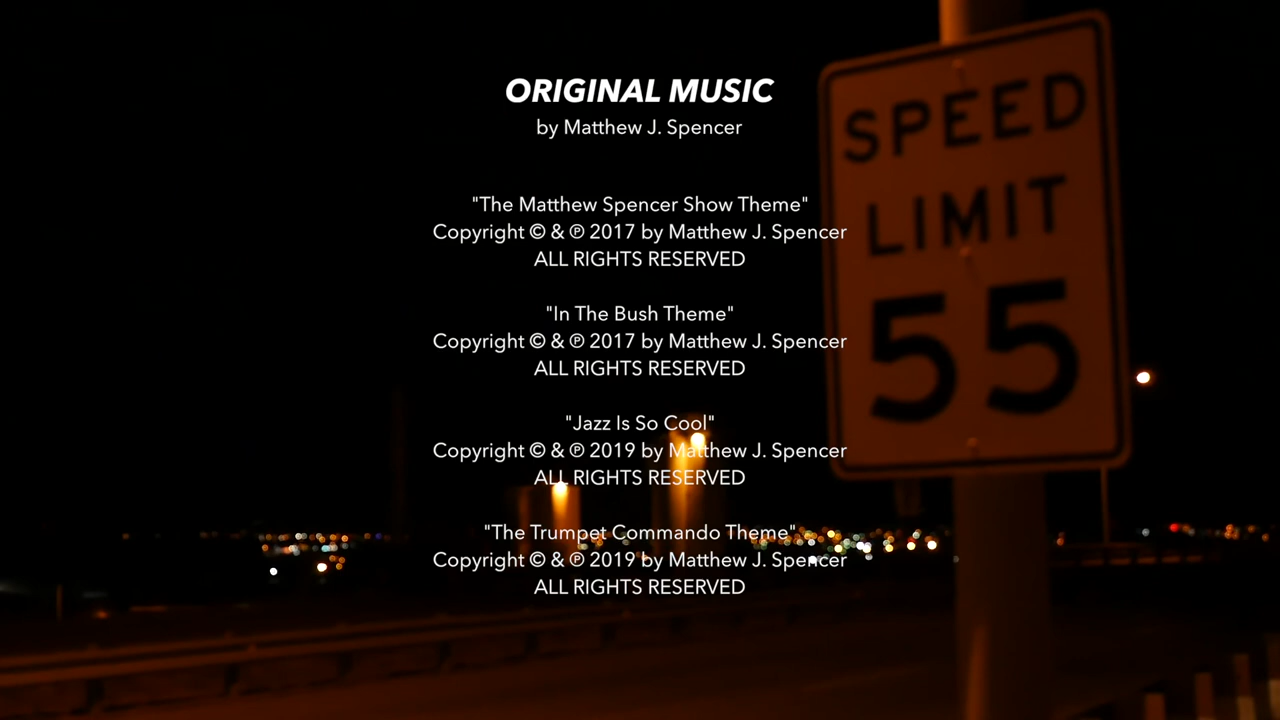 ORIGINAL MUSIC
by Matthew J. Spencer
"The Matthew Spencer Show Theme"
Copyright © & ℗ 2017 by Matthew J. Spencer
ALL RIGHTS RESERVED
"In The Bush Theme"
Copyright © & ℗ 2017 by Matthew J. Spencer
ALL RIGHTS RESERVED
"Jazz Is So Cool"
Copyright © & ℗ 2019 by Matthew J. Spencer
ALL RIGHTS RESERVED
"The Trumpet Commando Theme"
Copyright © & ℗ 2019 by Matthew J. Spencer
ALL RIGHTS RESERVED
SPEED
LIMIT
55